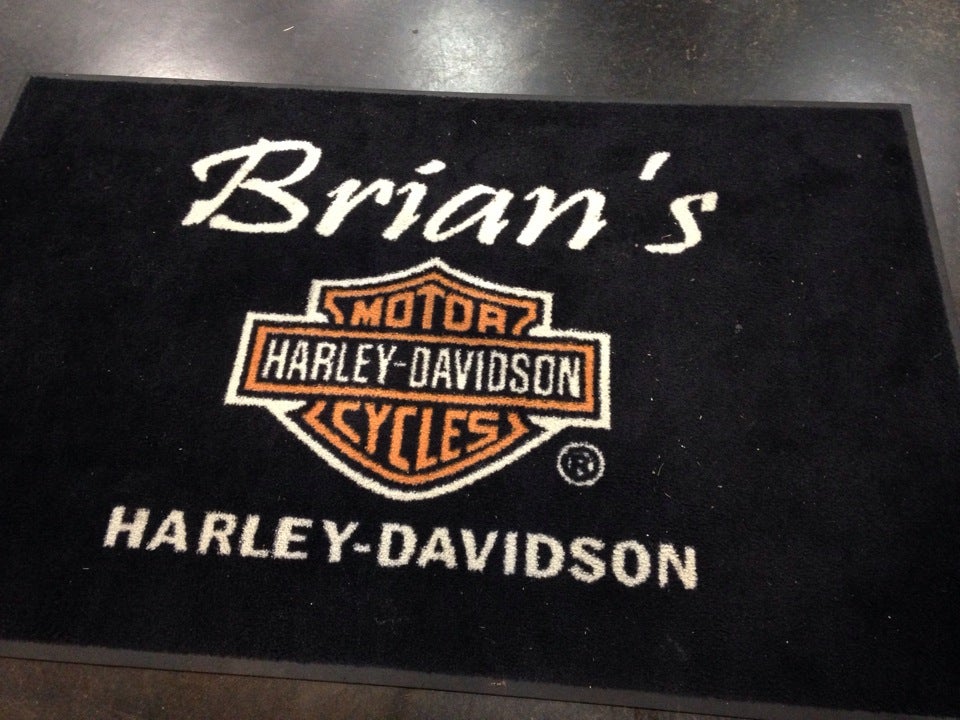 Brian's
MOTOR
HARLEY-DAVIDSON
CYCLES
®
HARLEY-DAVIDSON